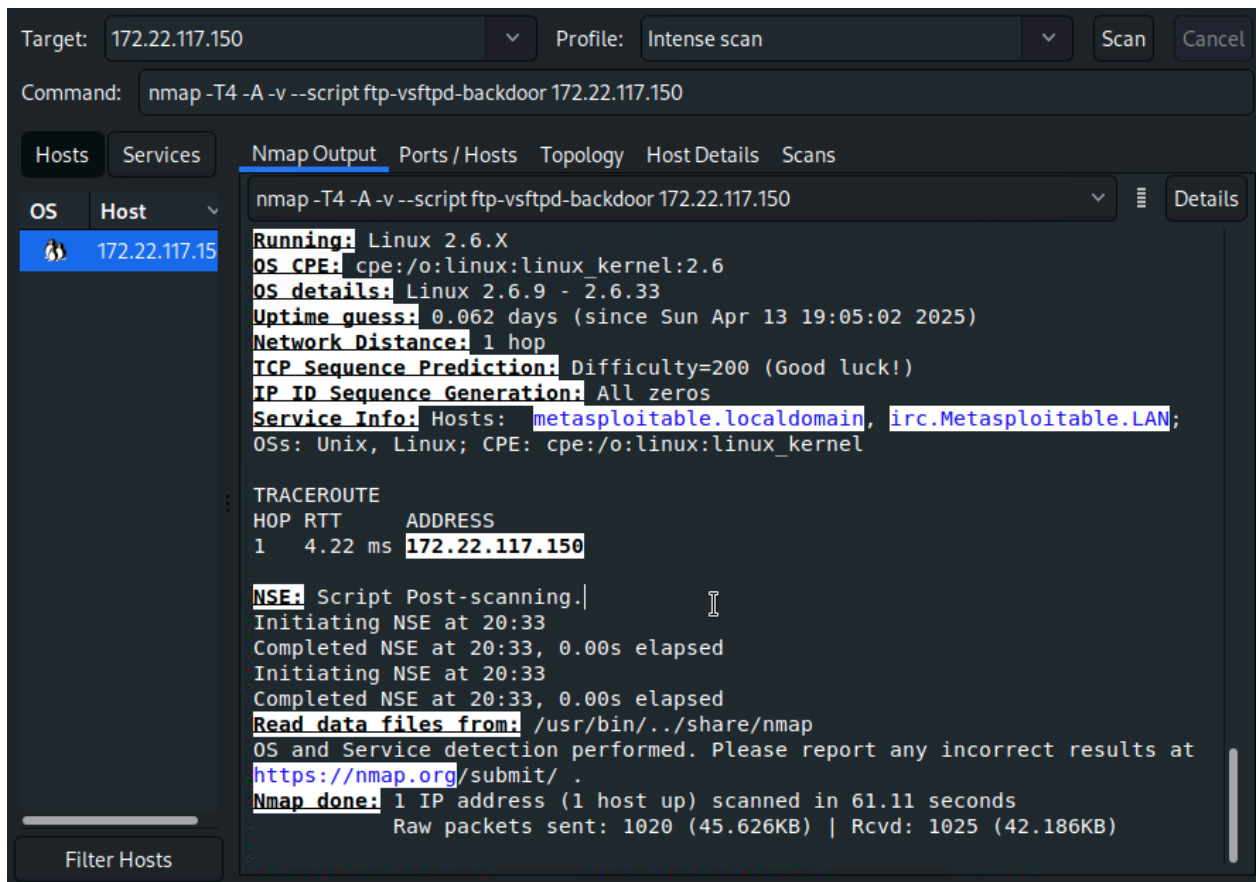 Target: 172.22.117.150 Profile: Intense scan Scan Cancel
Command: nmap -T4 -A -v --script ftp-vsftpd-backdoor 172.22.117.150
Hosts Services Nmap Output Ports / Hosts Topology Host Details Scans
nmap -T4 -A -v --script ftp-vsftpd-backdoor 172.22.117.150 Details
OS Host
172.22.117.15
Running: Linux 2.6.X
OS CPE: cpe:/o:linux:linux_kernel:2.6
OS details: Linux 2.6.9 - 2.6.33
Uptime guess: 0.062 days (since Sun Apr 13 19:05:02 2025)
Network Distance: 1 hop
TCP Sequence Prediction: Difficulty=200 (Good luck!)
IP ID Sequence Generation: All zeros
Service Info: Hosts:  metasploitable.localdomain, irc.Metasploitable.LAN;
OSs: Unix, Linux; CPE: cpe:/o:linux:linux_kernel
TRACEROUTE
HOP RTT     ADDRESS
1   4.22 ms 172.22.117.150
NSE: Script Post-scanning.
Initiating NSE at 20:33
Completed NSE at 20:33, 0.00s elapsed
Initiating NSE at 20:33
Completed NSE at 20:33, 0.00s elapsed
Read data files from: /usr/bin/../share/nmap
OS and Service detection performed. Please report any incorrect results at
https://nmap.org/submit/ .
Nmap done: 1 IP address (1 host up) scanned in 61.11 seconds
Raw packets sent: 1020 (45.626KB) | Rcvd: 1025 (42.186KB)
Filter Hosts